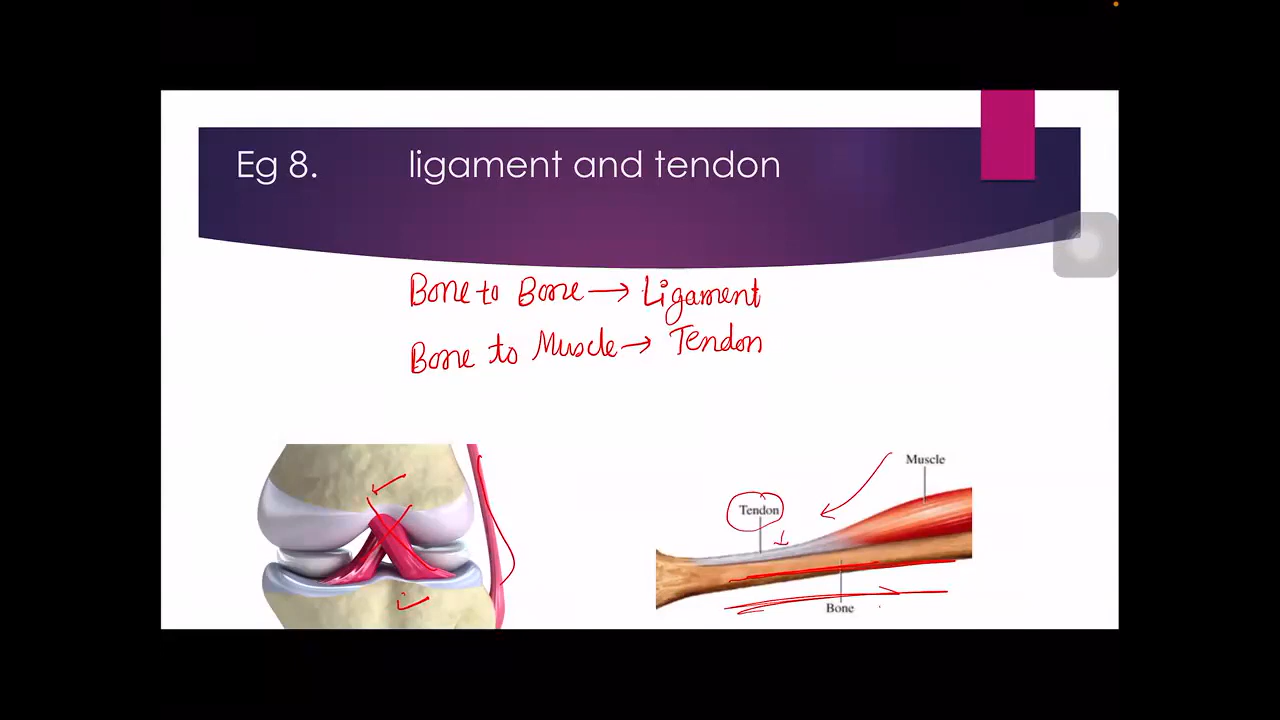 Eg 8. ligament and tendon
Bone to Bone → Ligament
Bone to Muscle → Tendon
Muscle
Tendon
Bone